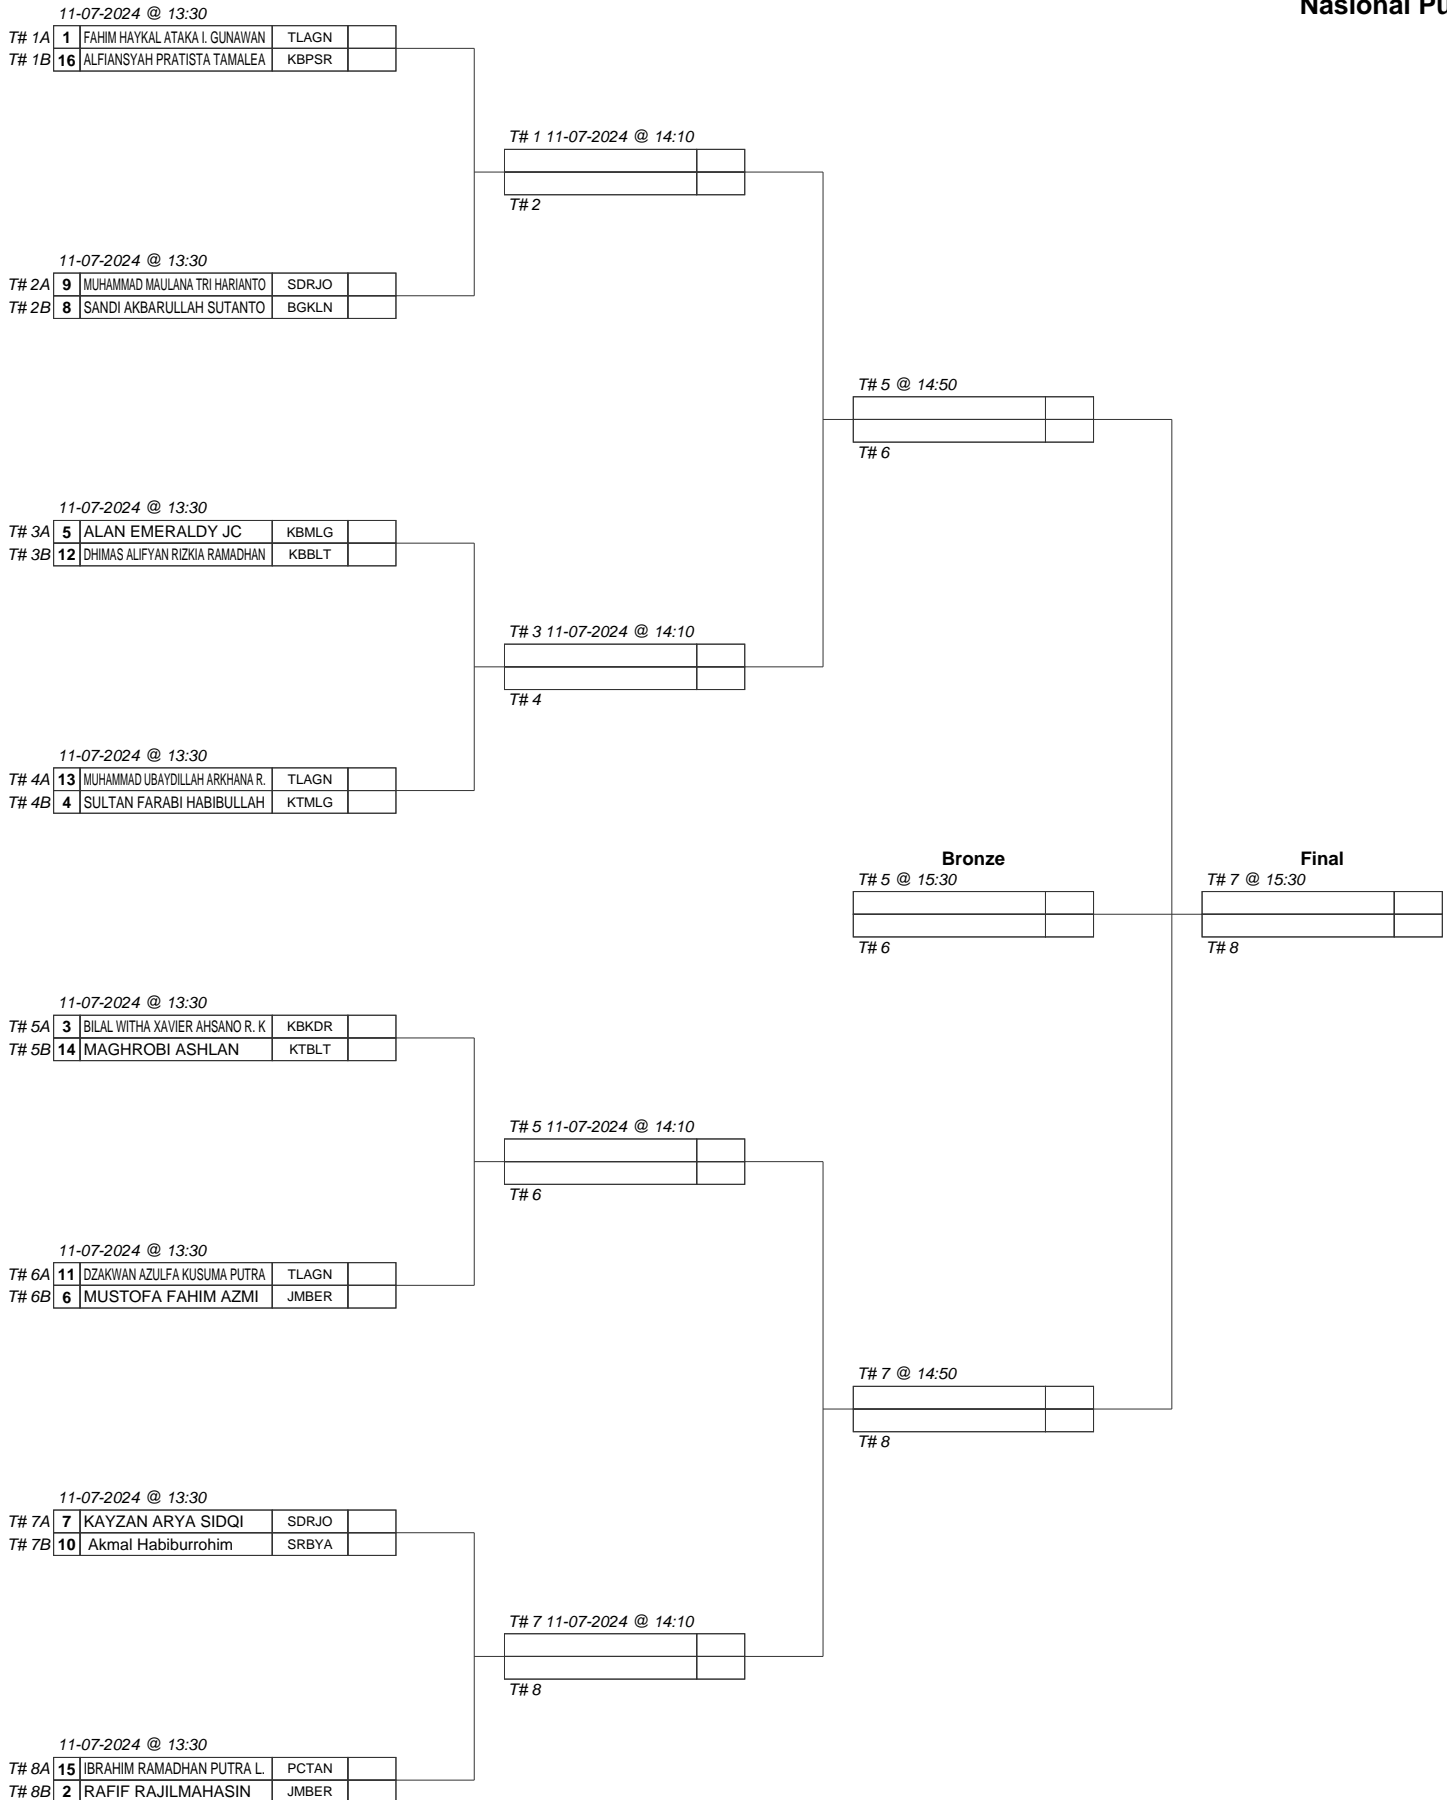 Nasional Pu
11-07-2024 @ 13:30
T# 1A 1 FAHIM HAYKAL ATAKA I. GUNAWAN TLAGN
T# 1B 16 ALFIANSYAH PRATISTA TAMALEA KBPSR
T# 1 11-07-2024 @ 14:10
T# 2
11-07-2024 @ 13:30
T# 2A 9 MUHAMMAD MAULANA TRI HARIANTO SDRJO
T# 2B 8 SANDI AKBARULLAH SUTANTO BGKLN
T# 5 @ 14:50
T# 6
11-07-2024 @ 13:30
T# 3A 5 ALAN EMERALDY JC KBMLG
T# 3B 12 DHIMAS ALIFYAN RIZKIA RAMADHAN KBBLT
T# 3 11-07-2024 @ 14:10
T# 4
11-07-2024 @ 13:30
T# 4A 13 MUHAMMAD UBAYDILLAH ARKHANA R. TLAGN
T# 4B 4 SULTAN FARABI HABIBULLAH KTMLG
Bronze Final
T# 5 @ 15:30 T# 7 @ 15:30
T# 6 T# 8
11-07-2024 @ 13:30
T# 5A 3 BILAL WITHA XAVIER AHSANO R. K KBKDR
T# 5B 14 MAGHROBI ASHLAN KTBLT
T# 5 11-07-2024 @ 14:10
T# 6
11-07-2024 @ 13:30
T# 6A 11 DZAKWAN AZULFA KUSUMA PUTRA TLAGN
T# 6B 6 MUSTOFA FAHIM AZMI JMBER
T# 7 @ 14:50
T# 8
11-07-2024 @ 13:30
T# 7A 7 KAYZAN ARYA SIDQI SDRJO
T# 7B 10 Akmal Habiburrohim SRBYA
T# 7 11-07-2024 @ 14:10
T# 8
11-07-2024 @ 13:30
T# 8A 15 IBRAHIM RAMADHAN PUTRA L. PCTAN
T# 8B 2 RAFIF RAJILMAHASIN JMBER